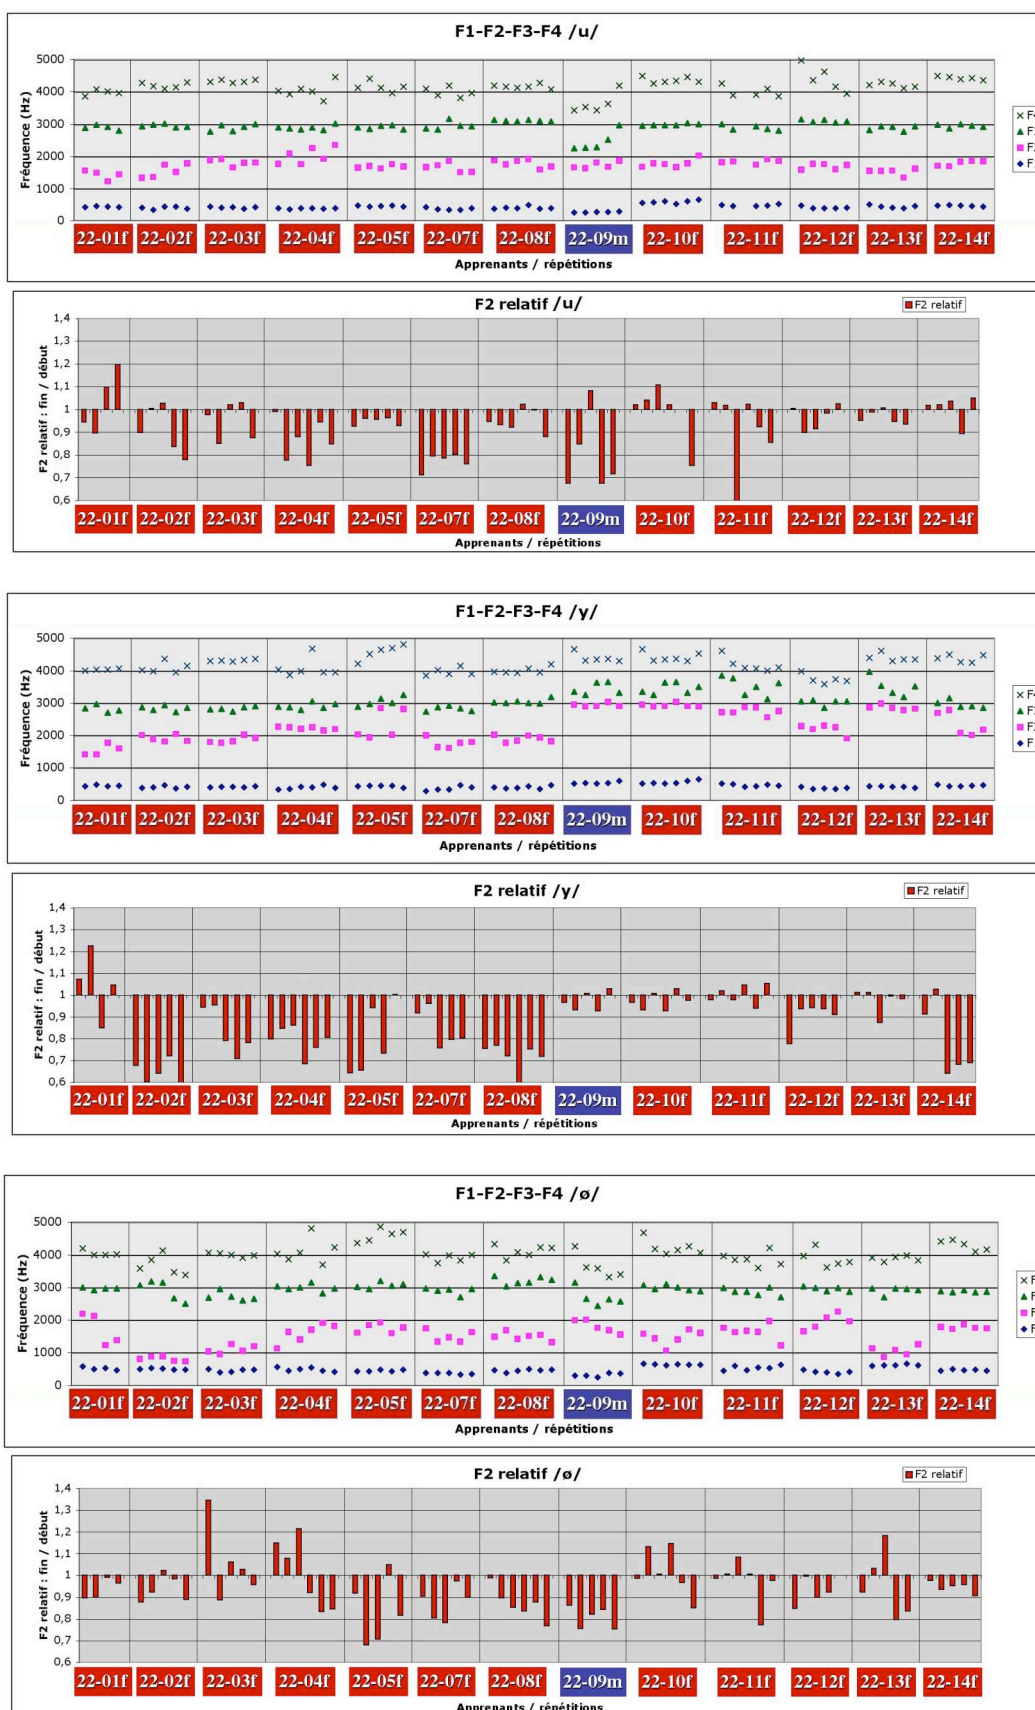 F1-F2-F3-F4 /u/
Fréquence (Hz)
5000
4000
3000
2000
1000
0
22-01f 22-02f 22-03f 22-04f 22-05f 22-07f 22-08f 22-09m 22-10f 22-11f 22-12f 22-13f 22-14f
Apprenants / répétitions
F2 relatif /u/
F2 relatif
F2 relatif : fin / début
1,4
1,3
1,2
1,1
1
0,9
0,8
0,7
0,6
22-01f 22-02f 22-03f 22-04f 22-05f 22-07f 22-08f 22-09m 22-10f 22-11f 22-12f 22-13f 22-14f
Apprenants / répétitions
F1-F2-F3-F4 /y/
Fréquence (Hz)
5000
4000
3000
2000
1000
0
22-01f 22-02f 22-03f 22-04f 22-05f 22-07f 22-08f 22-09m 22-10f 22-11f 22-12f 22-13f 22-14f
Apprenants / répétitions
F2 relatif /y/
F2 relatif
F2 relatif : fin / début
1,4
1,3
1,2
1,1
1
0,9
0,8
0,7
0,6
22-01f 22-02f 22-03f 22-04f 22-05f 22-07f 22-08f 22-09m 22-10f 22-11f 22-12f 22-13f 22-14f
Apprenants / répétitions
F1-F2-F3-F4 /ø/
Fréquence (Hz)
5000
4000
3000
2000
1000
0
22-01f 22-02f 22-03f 22-04f 22-05f 22-07f 22-08f 22-09m 22-10f 22-11f 22-12f 22-13f 22-14f
Apprenants / répétitions
F2 relatif /ø/
F2 relatif
F2 relatif : fin / début
1,4
1,3
1,2
1,1
1
0,9
0,8
0,7
0,6
22-01f 22-02f 22-03f 22-04f 22-05f 22-07f 22-08f 22-09m 22-10f 22-11f 22-12f 22-13f 22-14f
Apprenants / répétitions